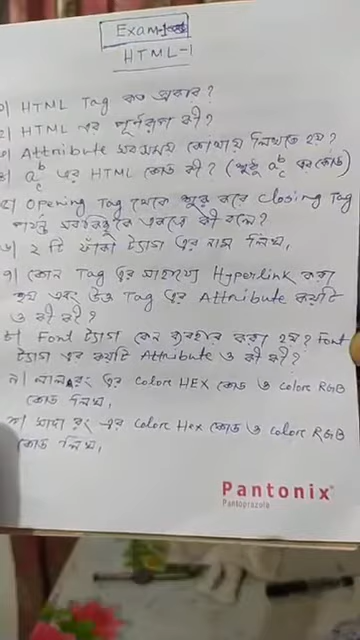 Exam
HTML-1
১| HTML Tag কত প্রকার?
২| HTML এর পূর্ণরূপ কী?
৩| Attribute সবসময় কোথায় লিখতে হয়?
৪| a b c এর HTML কোড কী? (শুধু a b c এর কোড)
৫| Opening Tag থেকে শুরু করে Closing Tag
পর্যন্ত সবকিছুকে একত্রে কী বলে?
৬| ২ টি ফাঁকা ট্যাগ এর নাম লিখ,
৭| কোন Tag এর সাহায্যে Hyperlink করা
হয় এবং উক্ত Tag এর Attribute কয়টি
ও কী কী?
৮| Font ট্যাগ কেন ব্যবহার করা হয়? Font
ট্যাগ এর কয়টি Attribute ও কী কী?
৯| লাল রং এর color HEX কোড ও color RGB
কোড লিখ,
১০| সাদা রং এর color Hex কোড ও color RGB
কোড লিখ,
Pantonix
Pantoprazole